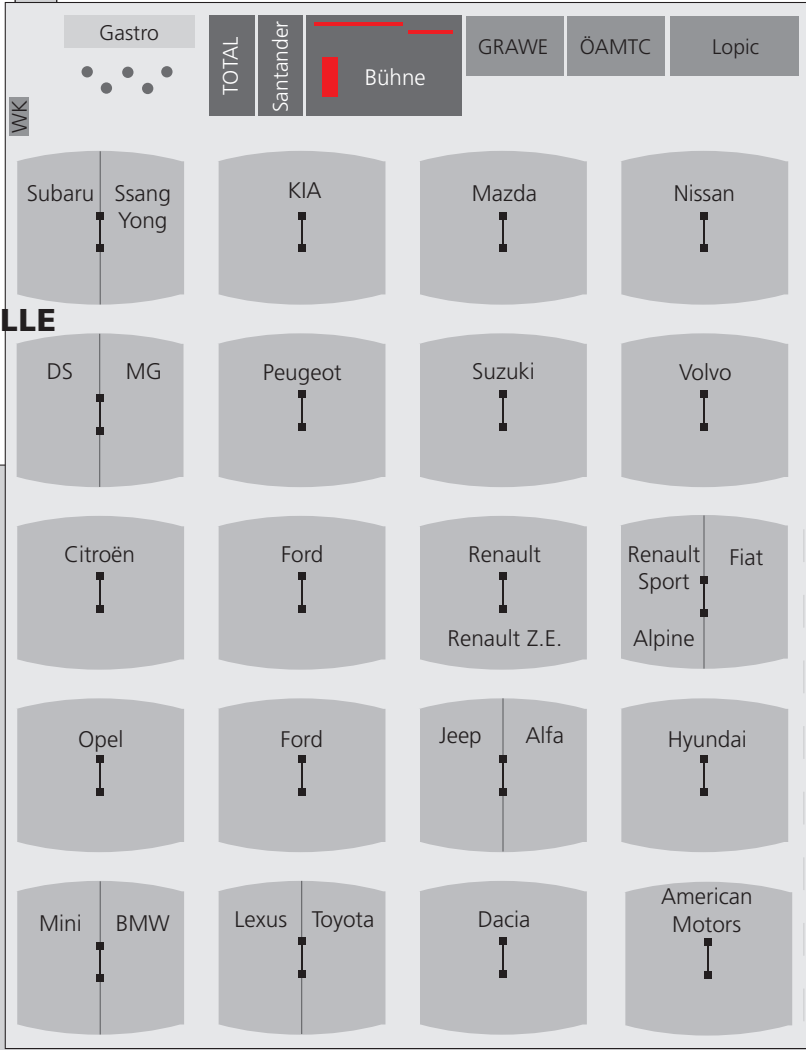 Gastro
TOTAL
Santander
Bühne
GRAWE
ÖAMTC
Lopic
WK
Subaru
Ssang
Yong
KIA
Mazda
Nissan
LLE
DS
MG
Peugeot
Suzuki
Volvo
Citroën
Ford
Renault
Renault Z.E.
Renault
Sport
Alpine
Fiat
Opel
Ford
Jeep
Alfa
Hyundai
Mini
BMW
Lexus
Toyota
Dacia
American
Motors